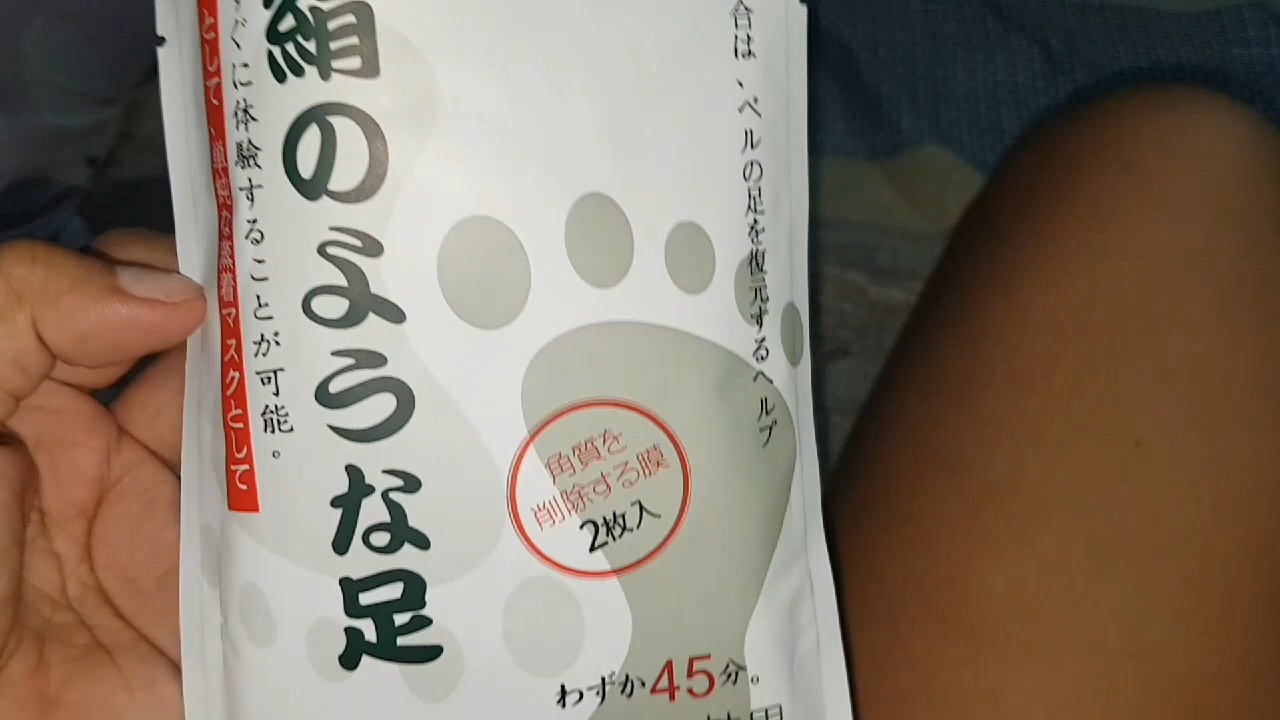 合は、ベルの足を復元するヘルプ
絹のような足
ぐに体験することが可能。
として、単純な蒸着マスクとして
角質を
削除する膜
2枚入
わずか45分。